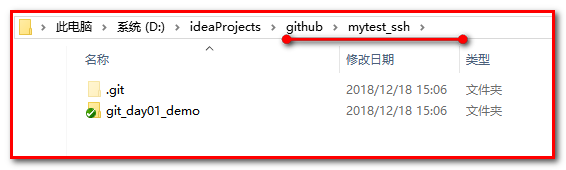 此电脑 › 系统 (D:) › ideaProjects › github › mytest_ssh ›
名称 修改日期 类型
.git 2018/12/18 15:06 文件夹
git_day01_demo 2018/12/18 15:06 文件夹